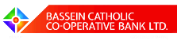 BASSEIN CATHOLIC
CO-OPERATIVE BANK LTD.